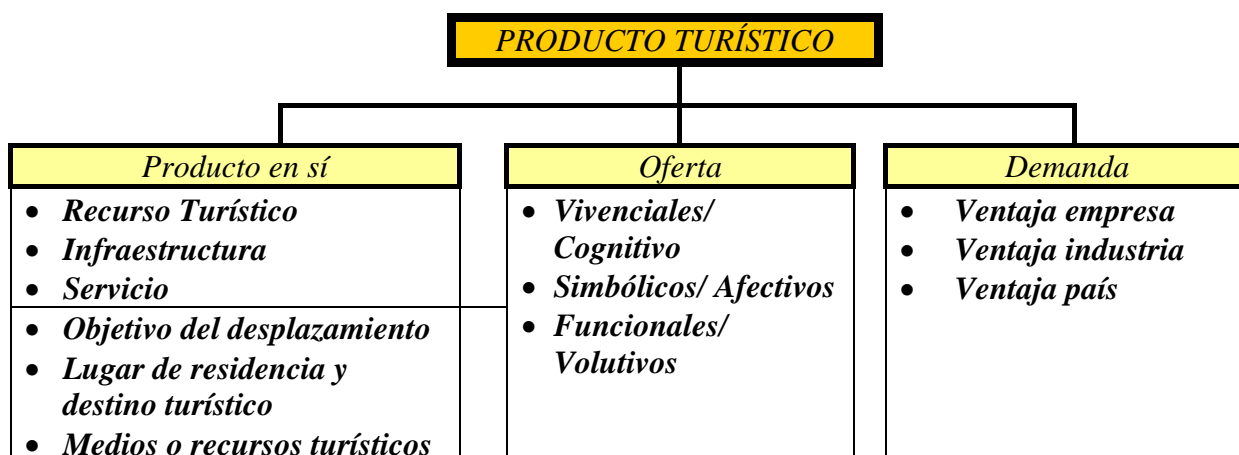 PRODUCTO TURÍSTICO
Producto en sí
• Recurso Turístico
• Infraestructura
• Servicio
• Objetivo del desplazamiento
• Lugar de residencia y
destino turístico
• Medios o recursos turísticos
Oferta
• Vivenciales/
Cognitivo
• Simbólicos/ Afectivos
• Funcionales/
Volutivos
Demanda
• Ventaja empresa
• Ventaja industria
• Ventaja país